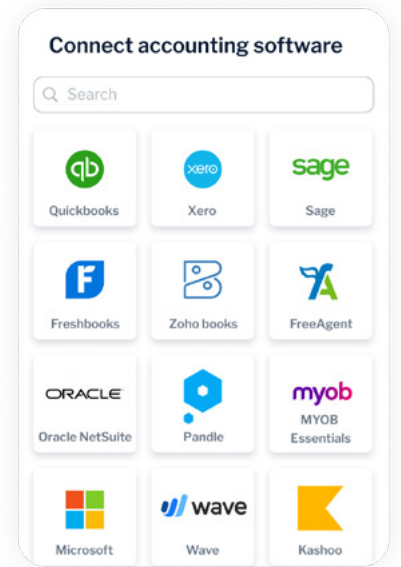 Connect accounting software
Search
qb
xero
sage
Quickbooks
Xero
Sage
F
Freshbooks
Zoho books
FreeAgent
ORACLE
myob
Oracle NetSuite
Pandle
MYOB
Essentials
wave
Microsoft
Wave
Kashoo